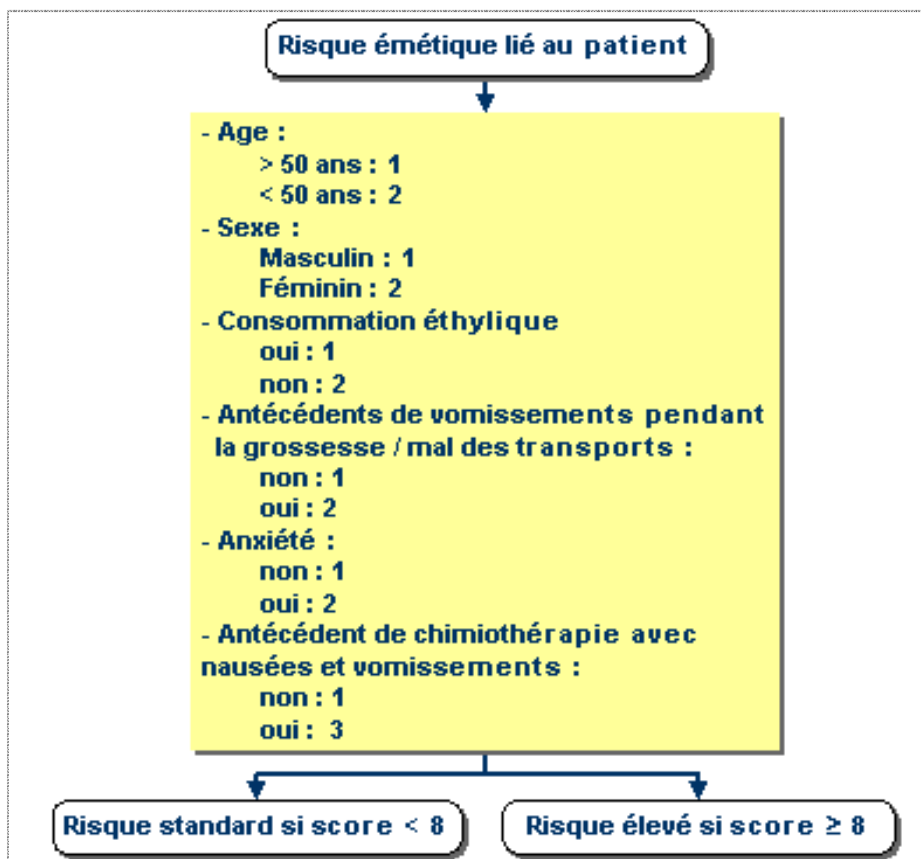 Risque émétique lié au patient
- Age :
> 50 ans : 1
< 50 ans : 2
- Sexe :
Masculin : 1
Féminin : 2
- Consommation éthylique
oui : 1
non : 2
- Antécédents de vomissements pendant
la grossesse / mal des transports :
non : 1
oui : 2
- Anxiété :
non : 1
oui : 2
- Antécédent de chimiothérapie avec
nausées et vomissements :
non : 1
oui : 3
Risque standard si score < 8
Risque élevé si score ≥ 8